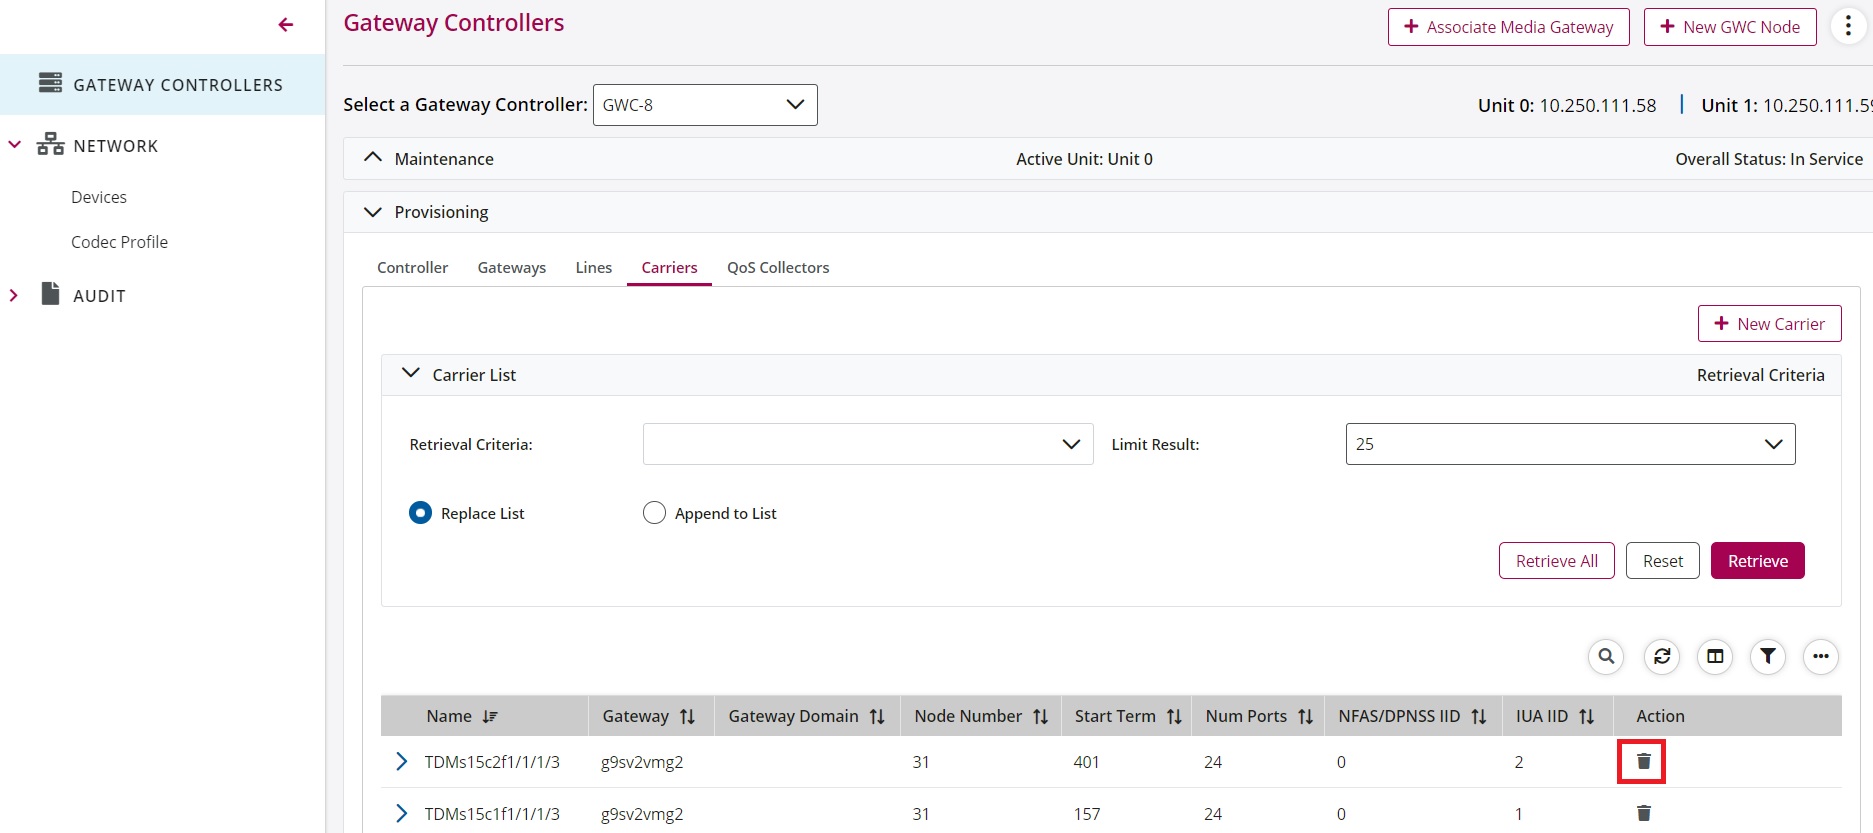 Gateway Controllers
Associate Media Gateway
New GWC Node
GATEWAY CONTROLLERS
Select a Gateway Controller:
GWC-8
Unit 0: 10.250.111.58
Unit 1: 10.250.111.59
NETWORK
Devices
Codec Profile
AUDIT
Maintenance
Active Unit: Unit 0
Overall Status: In Service
Provisioning
Controller
Gateways
Lines
Carriers
QoS Collectors
New Carrier
Carrier List
Retrieval Criteria
Retrieval Criteria:
Limit Result:
25
Replace List
Append to List
Retrieve All
Reset
Retrieve
Name Gateway Gateway Domain Node Number Start Term Num Ports NFAS/DPNSS IID IUA IID Action
TDMs15c2f1/1/1/3 g9sv2vmg2 31 401 24 0 2
TDMs15c1f1/1/1/3 g9sv2vmg2 31 157 24 0 1